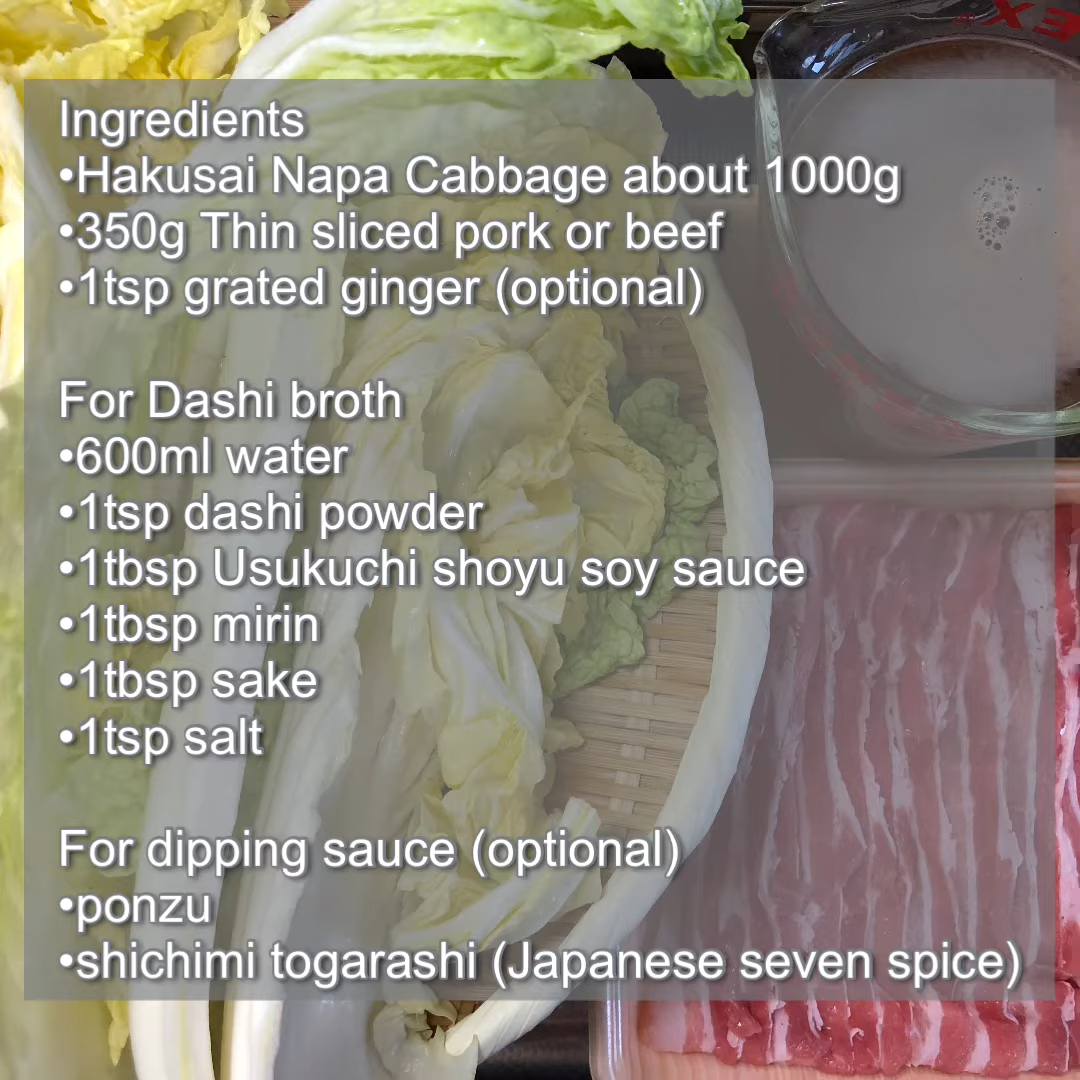 Ingredients
•Hakusai Napa Cabbage about 1000g
•350g Thin sliced pork or beef
•1tsp grated ginger (optional)
For Dashi broth
•600ml water
•1tsp dashi powder
•1tbsp Usukuchi shoyu soy sauce
•1tbsp mirin
•1tbsp sake
•1tsp salt
For dipping sauce (optional)
•ponzu
•shichimi togarashi (Japanese seven spice)